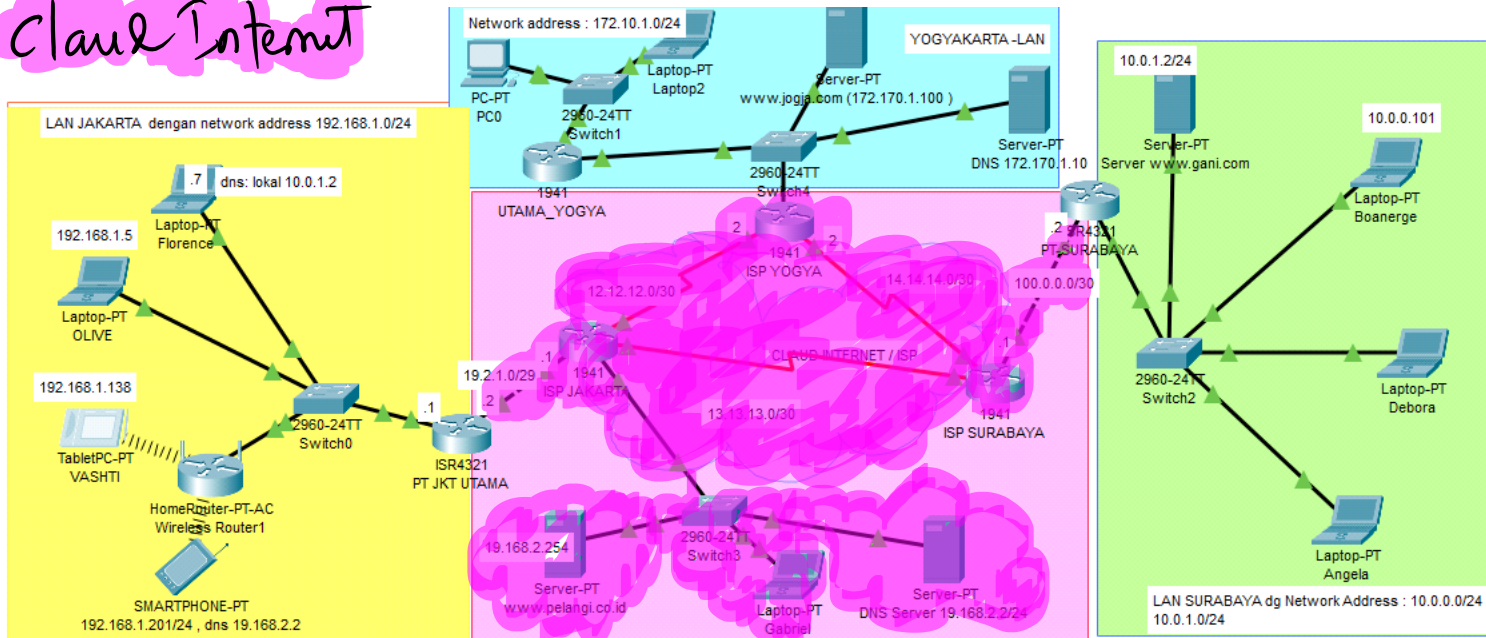 Claud Internet
Network address : 172.10.1.0/24
YOGYAKARTA -LAN
PC-PT
PC0
Laptop-PT
Laptop2
2960-24TT
Switch1
Server-PT
www.jogja.com (172.170.1.100 )
Server-PT
DNS 172.170.1.10
1941
UTAMA_YOGYA
2960-24TT
Switch4
LAN JAKARTA dengan network address 192.168.1.0/24
.7
dns: lokal 10.0.1.2
Laptop-PT
Florence
192.168.1.5
Laptop-PT
OLIVE
192.168.1.138
TabletPC-PT
VASHTI
2960-24TT
Switch0
HomeRouter-PT-AC
Wireless Router1
SMARTPHONE-PT
192.168.1.201/24 , dns 19.168.2.2
.1
ISR4321
PT JKT UTAMA
19.2.1.0/29
.2
.1
1941
ISP JAKARTA
12.12.12.0/30
2
2
1941
ISP YOGYA
14.14.14.0/30
100.0.0.0/30
CLAUD INTERNET / ISP
13.13.13.0/30
.1
1941
ISP SURABAYA
19.168.2.254
Server-PT
www.pelangi.co.id
2960-24TT
Switch3
Laptop-PT
Gabriel
Server-PT
DNS Server 19.168.2.2/24
.2
SR4321
PT-SURABAYA
10.0.1.2/24
Server-PT
Server www.gani.com
10.0.0.101
Laptop-PT
Boanerge
2960-24TT
Switch2
Laptop-PT
Debora
Laptop-PT
Angela
LAN SURABAYA dg Network Address : 10.0.0.0/24
10.0.1.0/24